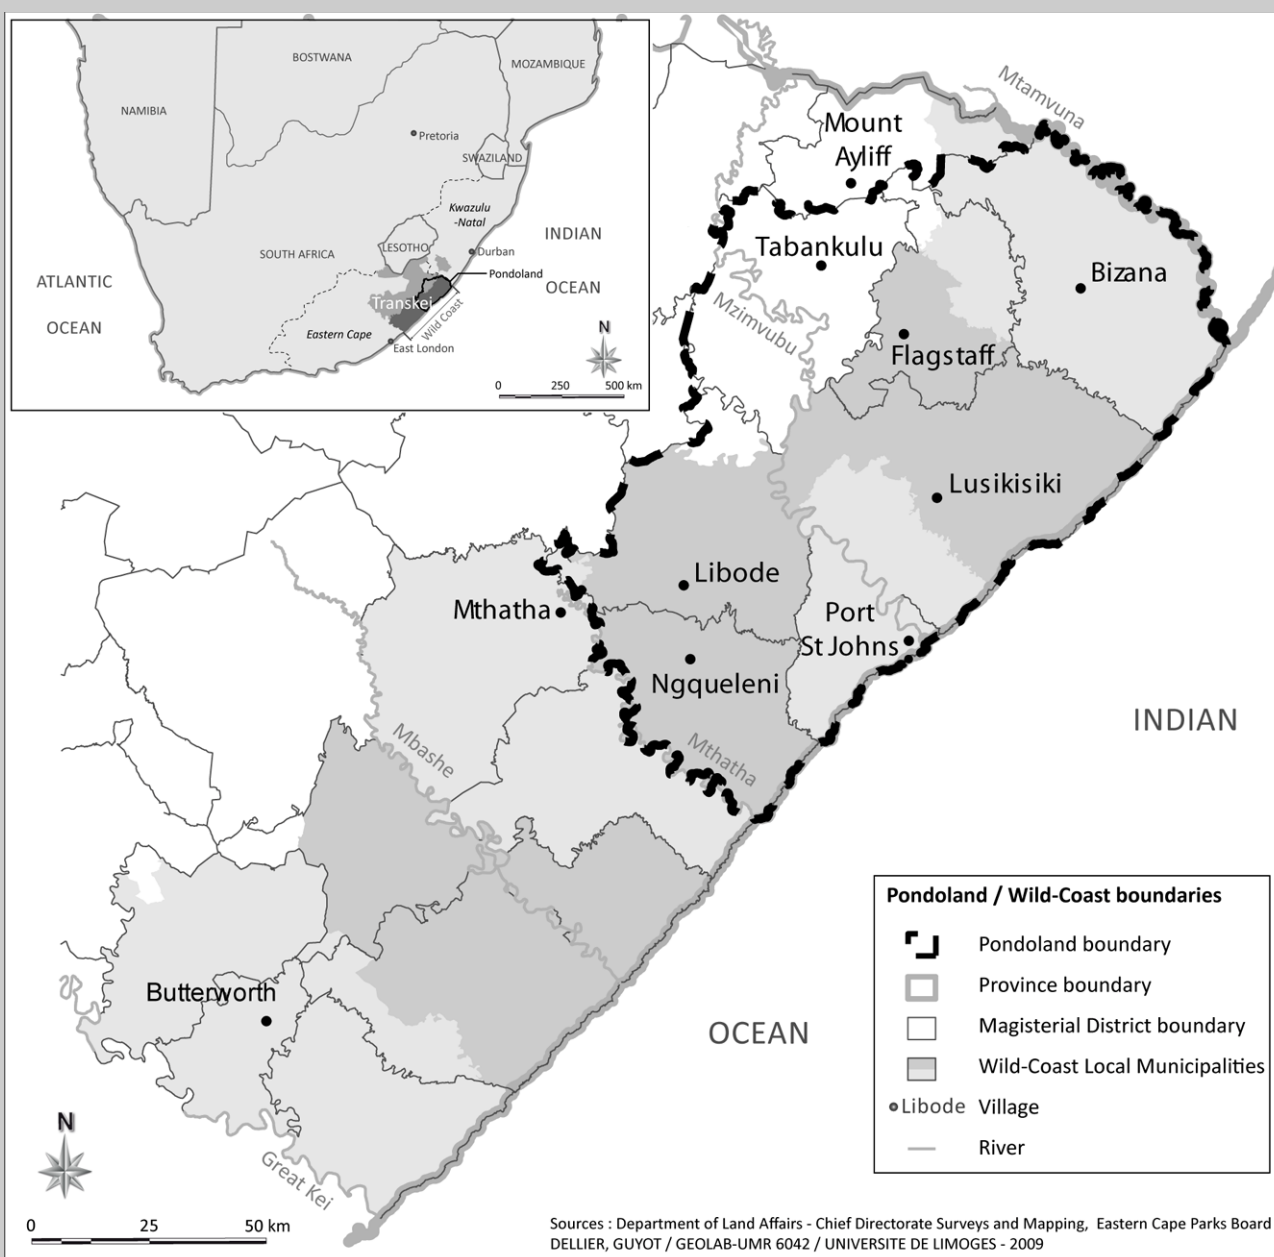 BOSTWANA
MOZAMBIQUE
NAMIBIA
Pretoria
SWAZILAND
Kwazulu
-Natal
INDIAN
OCEAN
LESOTHO
Durban
SOUTH AFRICA
Pondoland
ATLANTIC
OCEAN
Transkei
Wild Coast
Eastern Cape
East London
N
0 250 500 km
Mtamvuna
Mount
Ayliff
Tabankulu
Bizana
Mzimvubu
Flagstaff
Lusikisiki
Libode
Mthatha
Port
St Johns
Ngqueleni
Mthatha
Mbashe
INDIAN
OCEAN
Butterworth
Great Kei
N
0 25 50 km
Pondoland / Wild-Coast boundaries
Pondoland boundary
Province boundary
Magisterial District boundary
Wild-Coast Local Municipalities
Libode Village
River
Sources : Department of Land Affairs - Chief Directorate Surveys and Mapping, Eastern Cape Parks Board
DELLIER, GUYOT / GEOLAB-UMR 6042 / UNIVERSITE DE LIMOGES - 2009